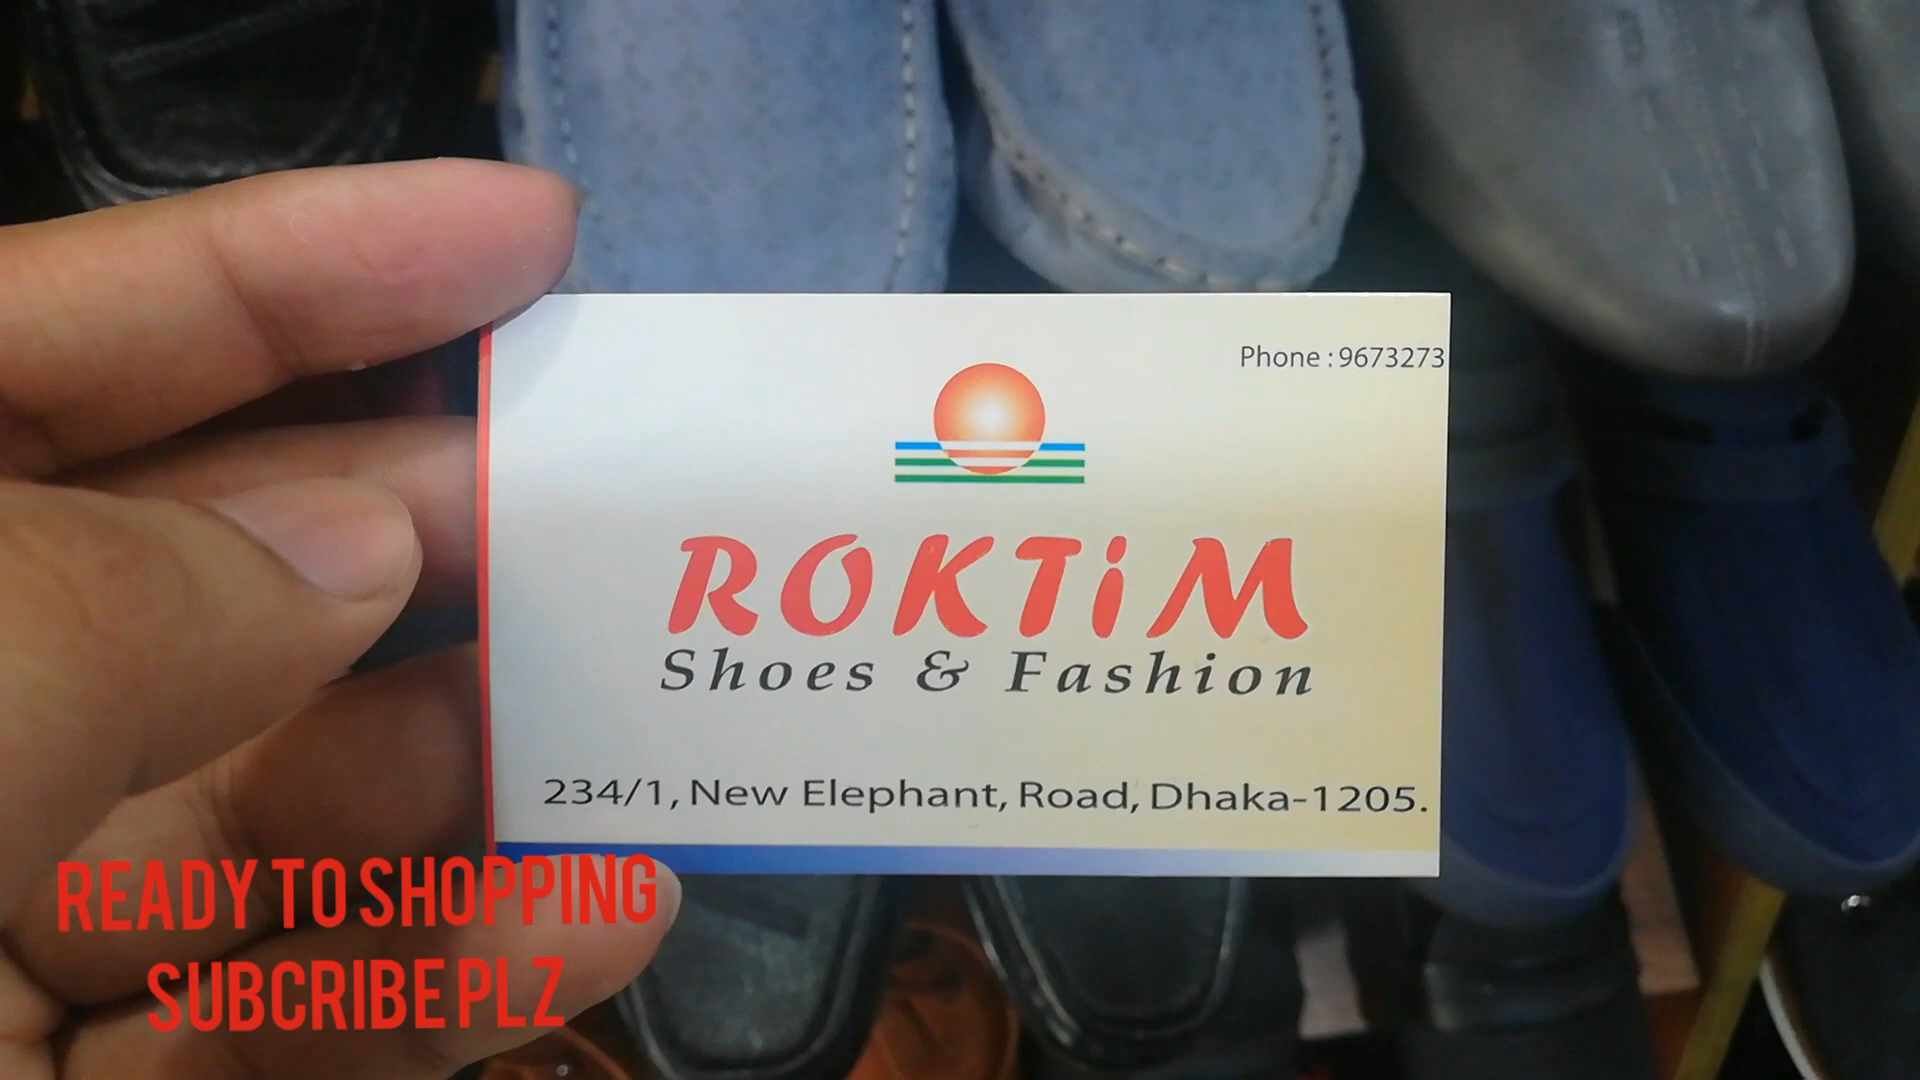 Phone : 9673273
ROKTiM
Shoes & Fashion
234/1, New Elephant, Road, Dhaka-1205.
READY TO SHOPPING
SUBCRIBE PLZ